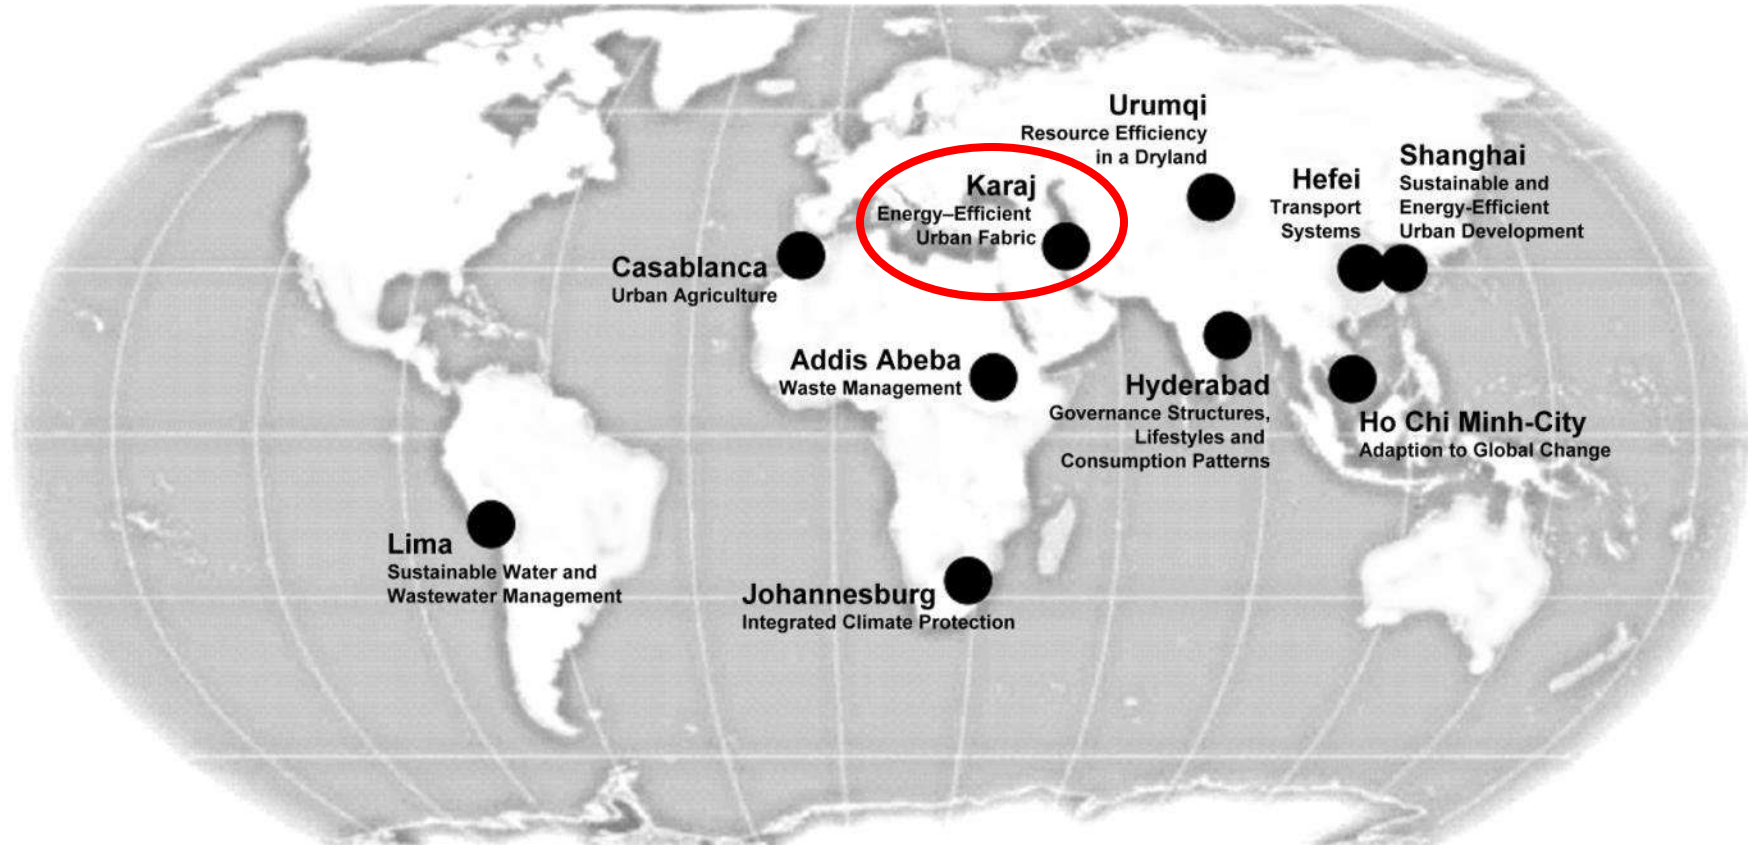 Urumqi
Resource Efficiency
in a Dryland
Shanghai
Sustainable and
Energy-Efficient
Urban Development
Hefei
Transport
Systems
Karaj
Energy–Efficient
Urban Fabric
Casablanca
Urban Agriculture
Addis Abeba
Waste Management
Hyderabad
Governance Structures,
Lifestyles and
Consumption Patterns
Ho Chi Minh-City
Adaption to Global Change
Lima
Sustainable Water and
Wastewater Management
Johannesburg
Integrated Climate Protection